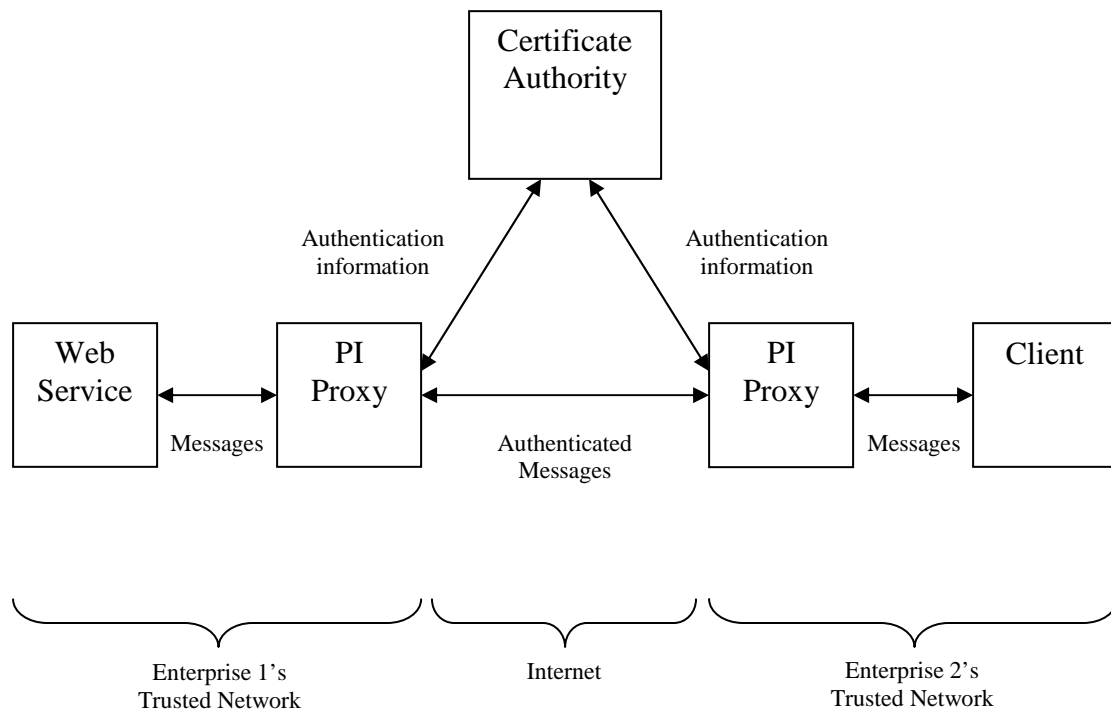 Certificate
Authority
Authentication
information
Authentication
information
Web
Service
PI
Proxy
PI
Proxy
Client
Messages
Authenticated
Messages
Messages
Enterprise 1’s
Trusted Network
Internet
Enterprise 2’s
Trusted Network